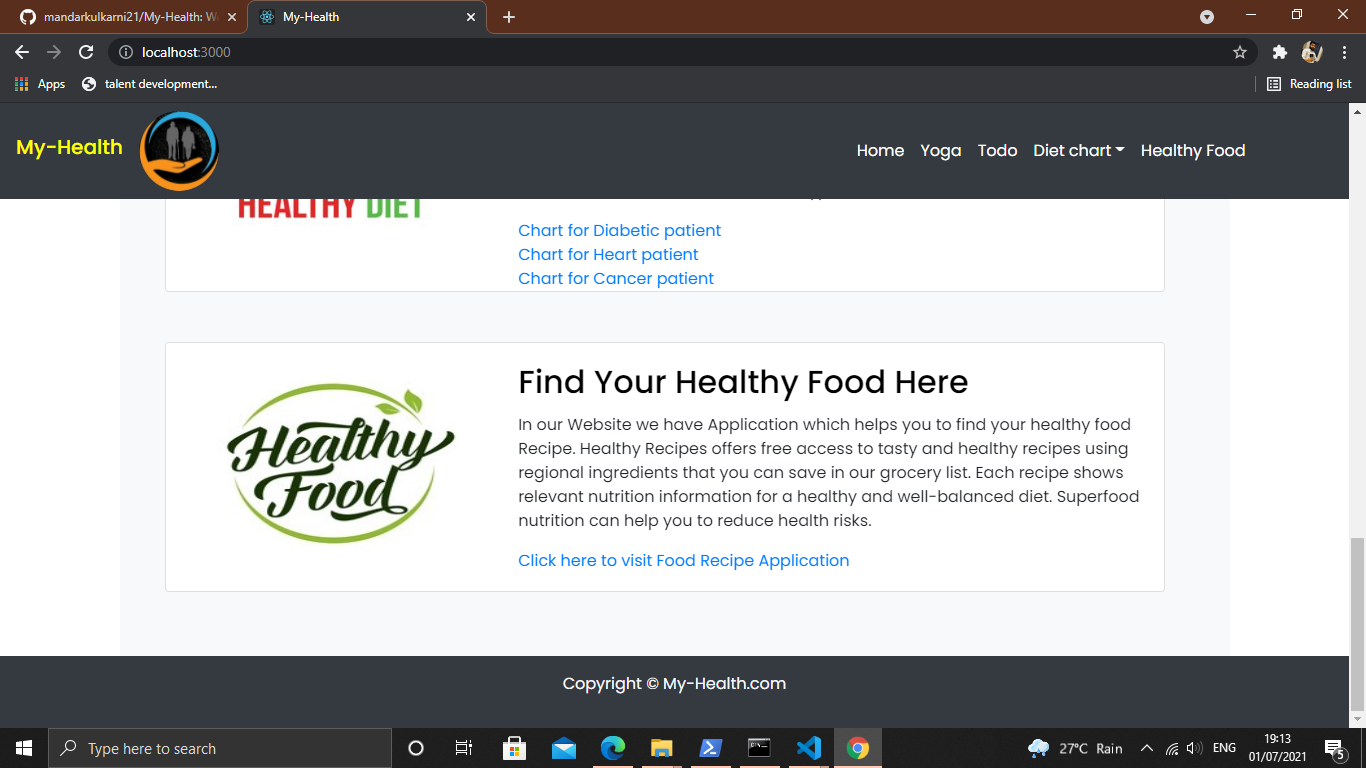 mandarkulkarni21/My-Health: W
My-Health
localhost:3000
Apps
talent development...
Reading list
My-Health
Home
Yoga
Todo
Diet chart
Healthy Food
HEALTHY DIET
Chart for Diabetic patient
Chart for Heart patient
Chart for Cancer patient
Healthy
Food
Find Your Healthy Food Here
In our Website we have Application which helps you to find your healthy food
Recipe. Healthy Recipes offers free access to tasty and healthy recipes using
regional ingredients that you can save in our grocery list. Each recipe shows
relevant nutrition information for a healthy and well-balanced diet. Superfood
nutrition can help you to reduce health risks.
Click here to visit Food Recipe Application
Copyright © My-Health.com
Type here to search
27°C Rain
ENG
19:13
01/07/2021
5